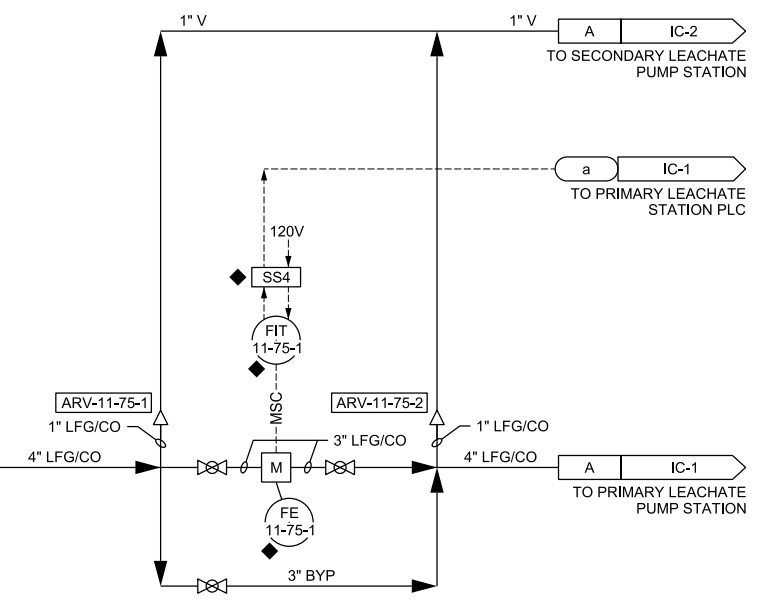 1" V
1" V
A
IC-2
TO SECONDARY LEACHATE
PUMP STATION
a
IC-1
TO PRIMARY LEACHATE
STATION PLC
120V
SS4
FIT
11-75-1
ARV-11-75-1
MSC
ARV-11-75-2
1" LFG/CO
3" LFG/CO
1" LFG/CO
4" LFG/CO
M
4" LFG/CO
A
IC-1
TO PRIMARY LEACHATE
PUMP STATION
FE
11-75-1
3" BYP